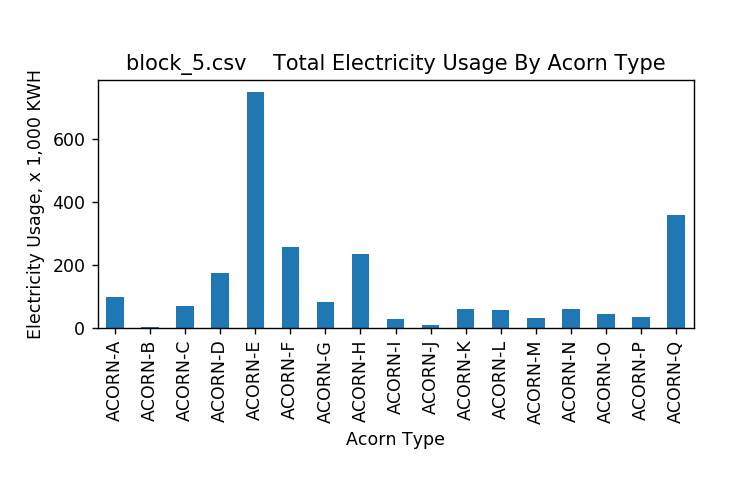 block_5.csv    Total Electricity Usage By Acorn Type
Electricity Usage, x 1,000 KWH
600
400
200
0
ACORN-A
ACORN-B
ACORN-C
ACORN-D
ACORN-E
ACORN-F
ACORN-G
ACORN-H
ACORN-I
ACORN-J
ACORN-K
ACORN-L
ACORN-M
ACORN-N
ACORN-O
ACORN-P
ACORN-Q
Acorn Type